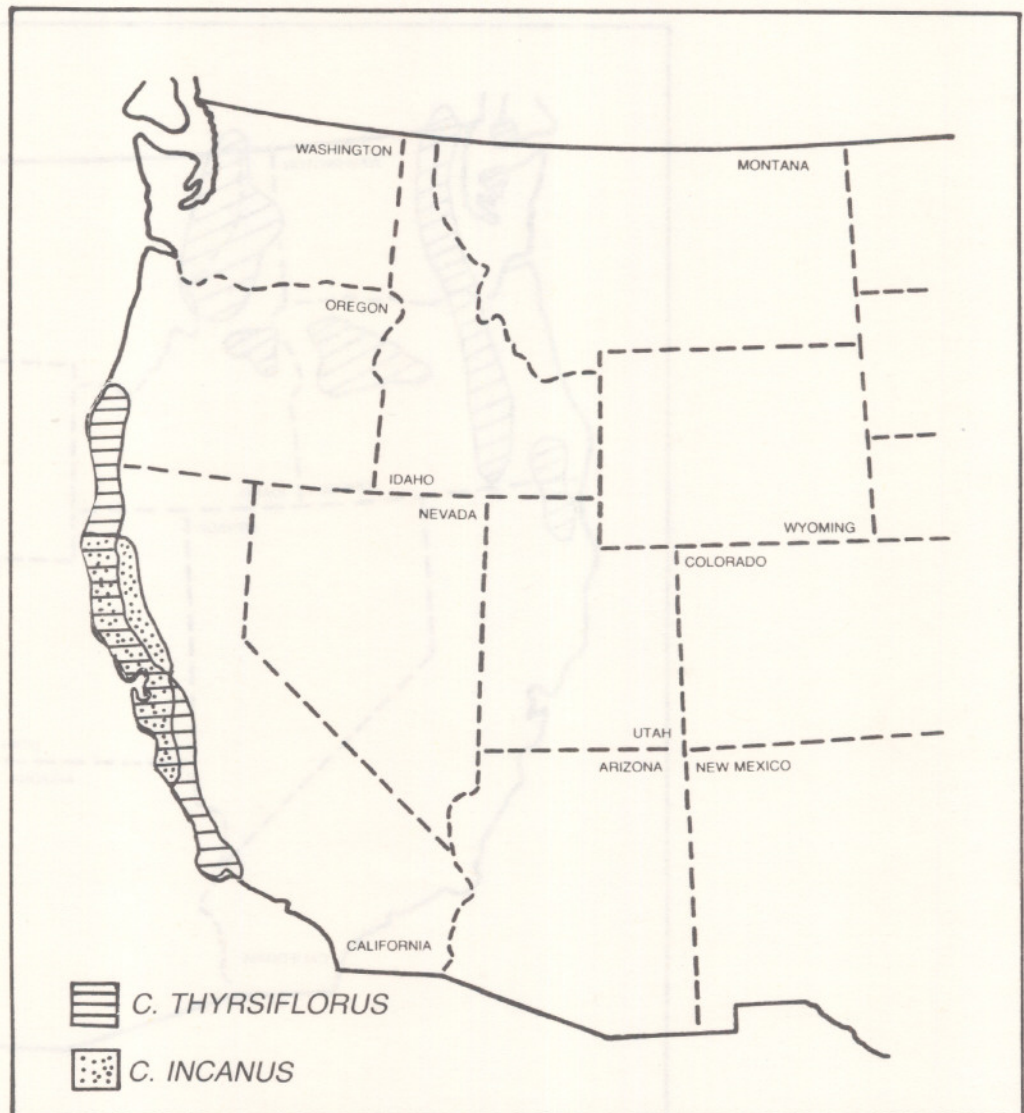 WASHINGTON
MONTANA
OREGON
IDAHO
NEVADA
WYOMING
COLORADO
UTAH
ARIZONA
NEW MEXICO
CALIFORNIA
C. THYRSIFLORUS
C. INCANUS